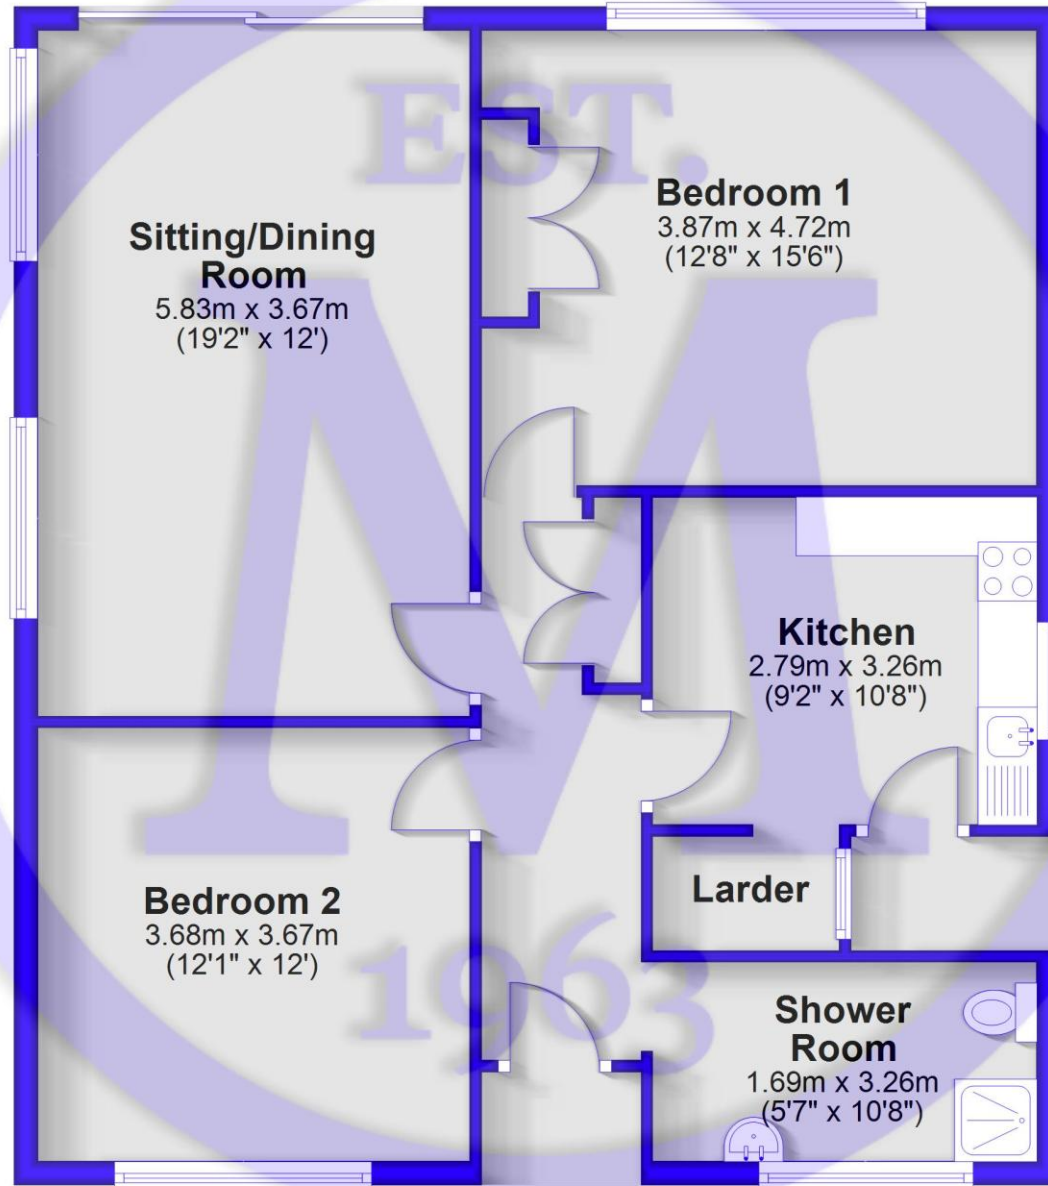 EST.
Bedroom 1
3.87m x 4.72m
(12'8" x 15'6")
Sitting/Dining
Room
5.83m x 3.67m
(19'2" x 12')
Kitchen
2.79m x 3.26m
(9'2" x 10'8")
Larder
Bedroom 2
3.68m x 3.67m
(12'1" x 12')
Shower
Room
1.69m x 3.26m
(5'7" x 10'8")
M
1963